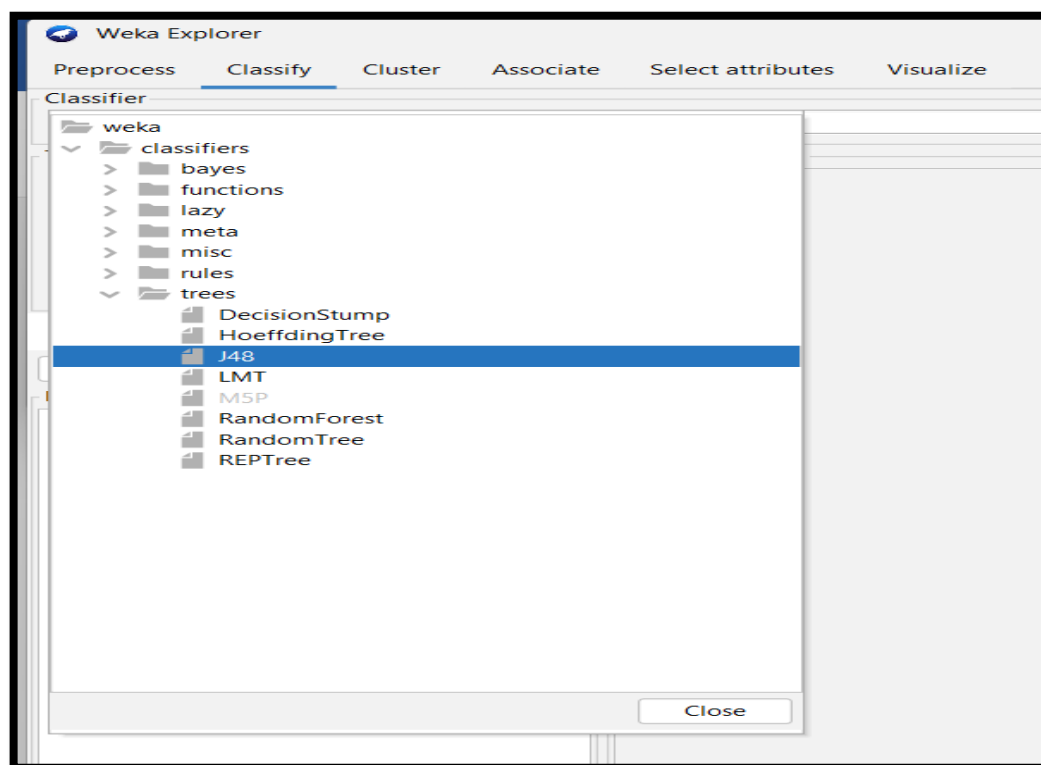 Weka Explorer
Preprocess Classify Cluster Associate Select attributes Visualize
Classifier
weka
classifiers
bayes
functions
lazy
meta
misc
rules
trees
DecisionStump
HoeffdingTree
J48
LMT
M5P
RandomForest
RandomTree
REPTree
Close